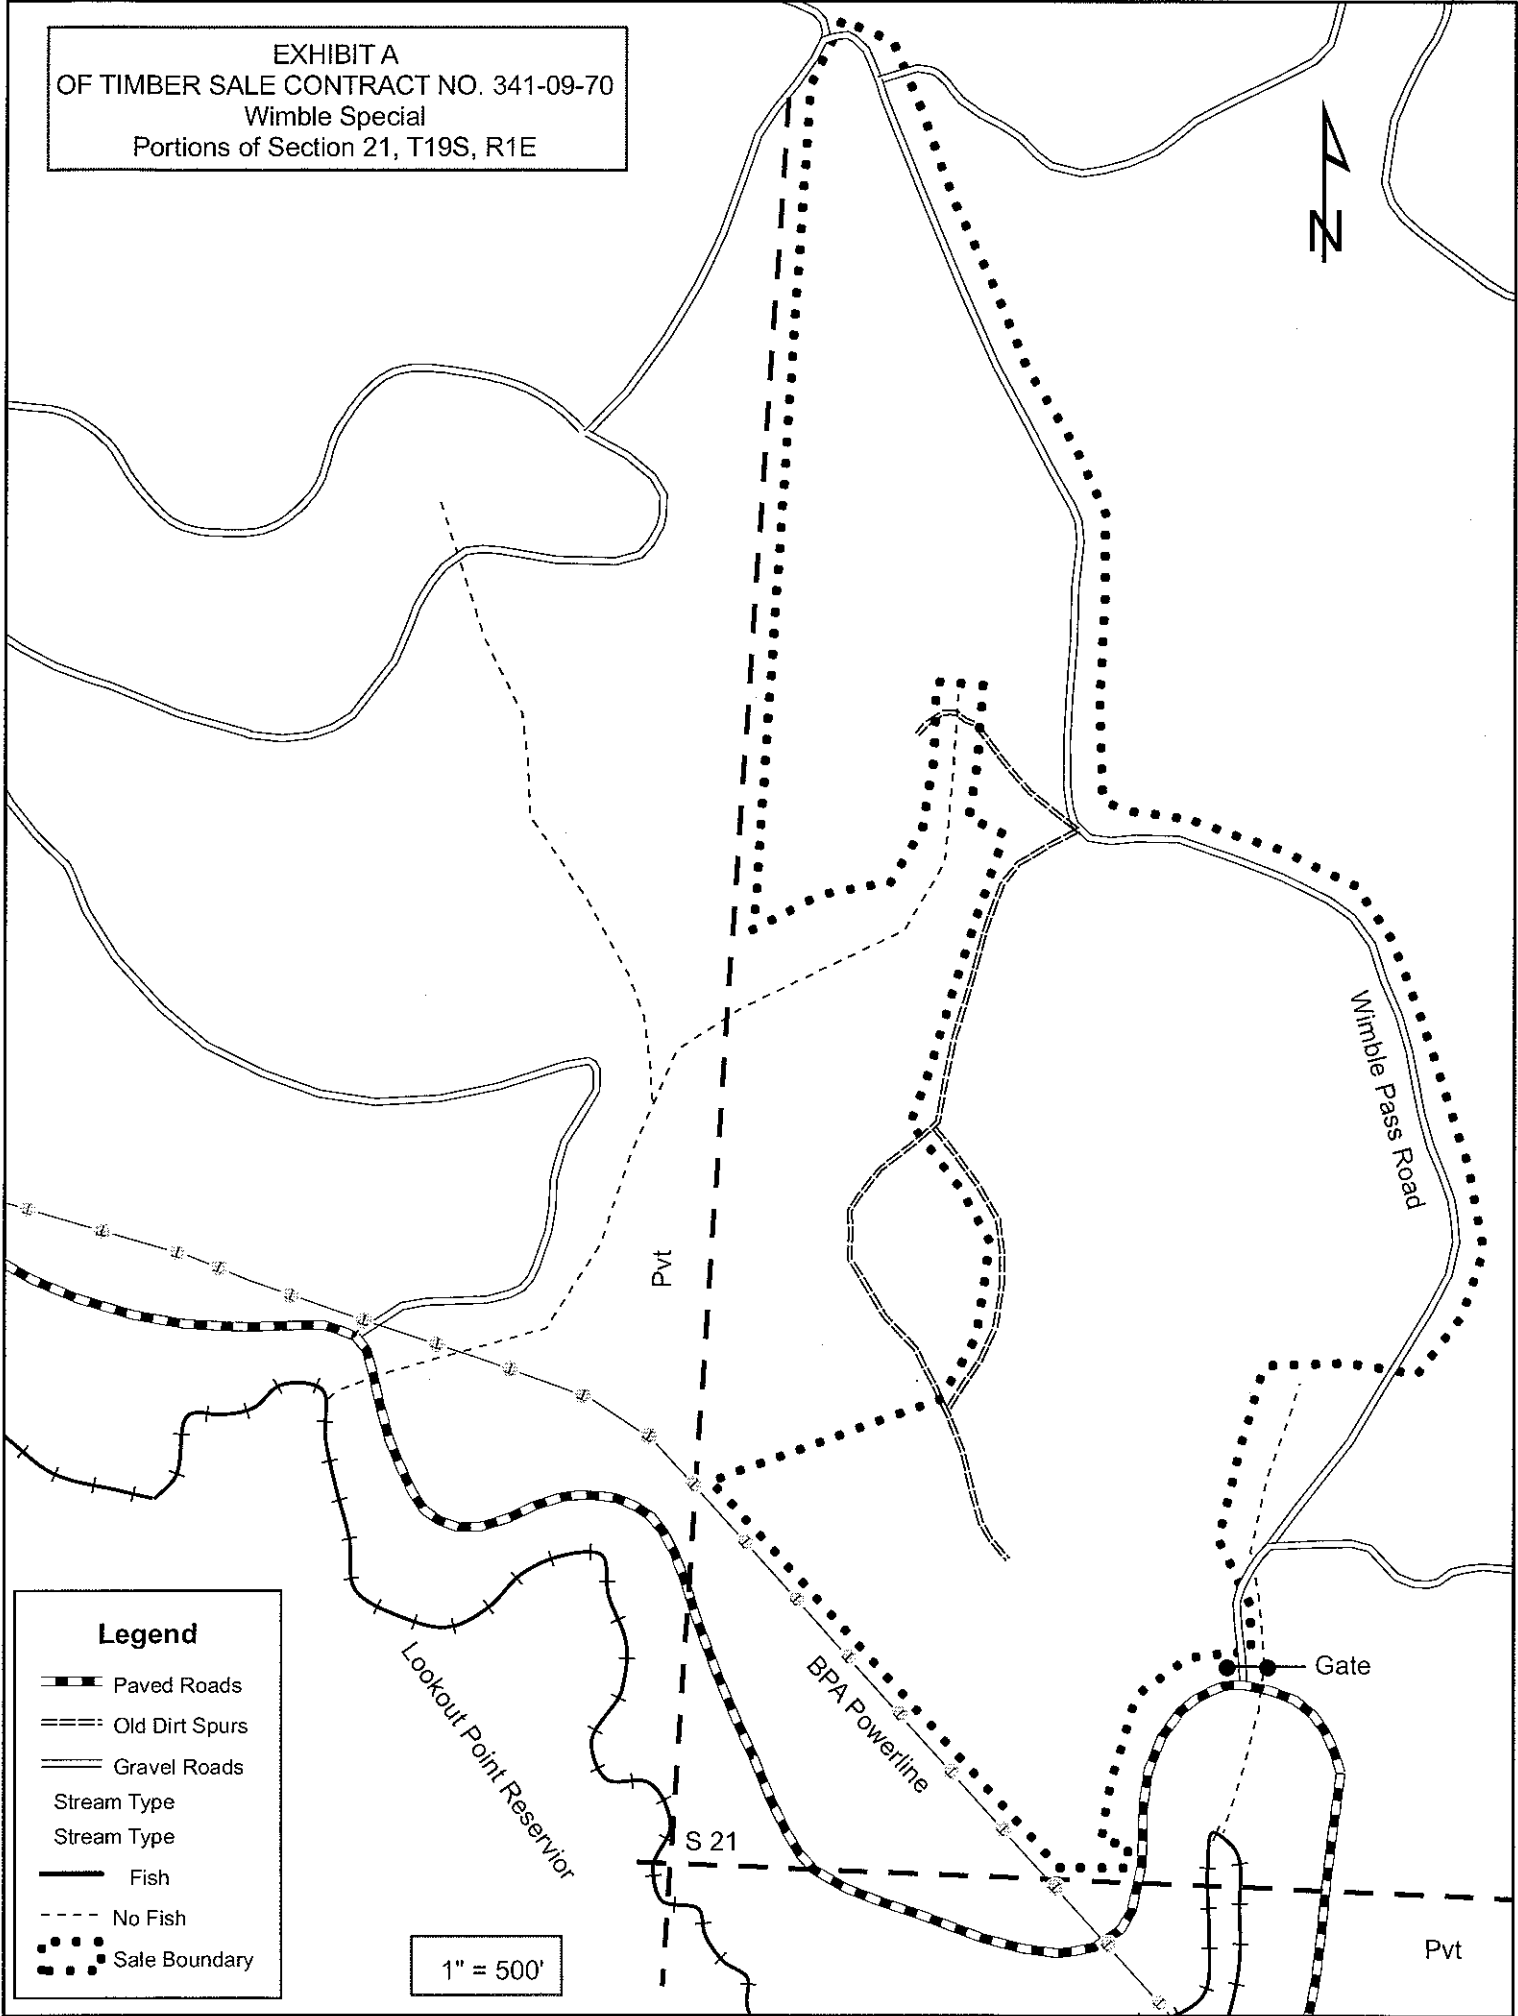 EXHIBIT A
OF TIMBER SALE CONTRACT NO. 341-09-70
Wimble Special
Portions of Section 21, T19S, R1E
N
Wimble Pass Road
Pvt
Gate
BPA Powerline
Lookout Point Reservior
S 21
Pvt
Legend
Paved Roads
Old Dirt Spurs
Gravel Roads
Stream Type
Stream Type
Fish
No Fish
Sale Boundary
1" = 500'